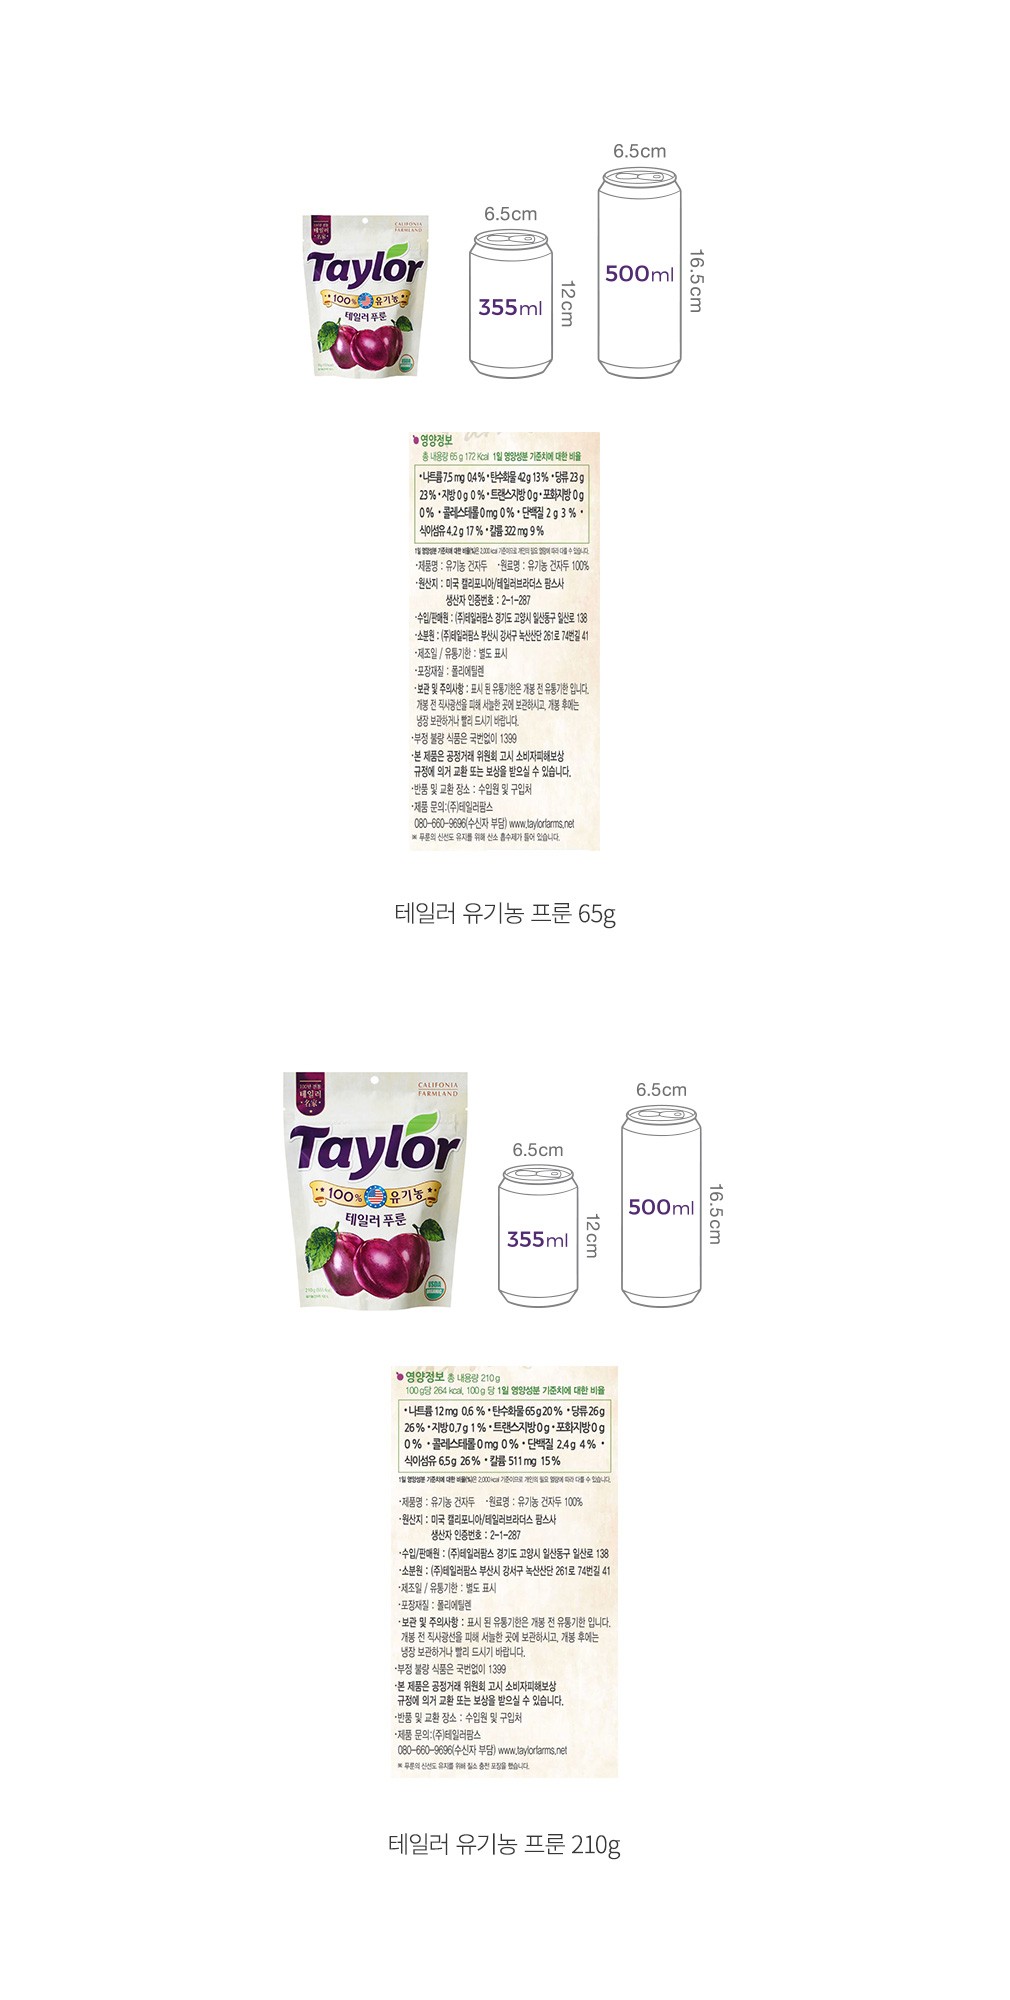 6.5cm
6.5cm
100년 전통
테일러
名家
CALIFONIA
FARMLAND
Taylor
100% 유기농
테일러 푸룬
USDA
ORGANIC
355ml
12cm
500ml
16.5cm
영양정보
총 내용량 65 g 172 Kcal 1일 영양성분 기준치에 대한 비율
•나트륨 7.5 mg 0.4 % •탄수화물 42g 13% •당류 23 g
23% •지방 0 g 0 % •트랜스지방 0g •포화지방 0 g
0% •콜레스테롤 0 mg 0 % •단백질 2 g 3 % •
식이섬유 4.2 g 17 % •칼륨 322 mg 9 %
1일 영양성분 기준치에 대한 비율(%)은 2,000 kcal 기준이므로 개인의 필요 열량에 따라 다를 수 있습니다.
·제품명 : 유기농 건자두 ·원료명 : 유기농 건자두 100%
·원산지 : 미국 캘리포니아/테일러브라더스 팜스사
생산자 인증번호 : 2-1-287
·수입/판매원 : (주)테일러팜스 경기도 고양시 일산동구 일산로 138
·소분원 : (주)테일러팜스 부산시 강서구 녹산산단 261로 74번길 41
·제조일 / 유통기한 : 별도 표시
·포장재질 : 폴리에틸렌
·보관 및 주의사항 : 표시 된 유통기한은 개봉 전 유통기한 입니다.
개봉 전 직사광선을 피해 서늘한 곳에 보관하시고, 개봉 후에는
냉장 보관하거나 빨리 드시기 바랍니다.
·부정 불량 식품은 국번없이 1399
·본 제품은 공정거래 위원회 고시 소비자피해보상
규정에 의거 교환 또는 보상을 받으실 수 있습니다.
·반품 및 교환 장소 : 수입원 및 구입처
·제품 문의:(주)테일러팜스
080-660-9696(수신자 부담) www.taylorfarms.net
※ 푸룬의 신선도 유지를 위해 산소 흡수제가 들어 있습니다.
테일러 유기농 프룬 65g
6.5cm
6.5cm
100년 전통
테일러
名家
CALIFONIA
FARMLAND
Taylor
100% 유기농
테일러 푸룬
USDA
ORGANIC
355ml
12cm
500ml
16.5cm
영양정보 총 내용량 210 g
100 g당 264 kcal, 100 g 당 1일 영양성분 기준치에 대한 비율
•나트륨 12 mg 0.6 % •탄수화물 65 g 20 % •당류 26 g
26 % •지방 0.7 g 1 % •트랜스지방 0 g •포화지방 0 g
0 % •콜레스테롤 0 mg 0 % •단백질 2.4 g 4 % •
식이섬유 6.5 g 26 % •칼륨 511 mg 15 %
1일 영양성분 기준치에 대한 비율(%)은 2,000 kcal 기준이므로 개인의 필요 열량에 따라 다를 수 있습니다.
·제품명 : 유기농 건자두 ·원료명 : 유기농 건자두 100%
·원산지 : 미국 캘리포니아/테일러브라더스 팜스사
생산자 인증번호 : 2-1-287
·수입/판매원 : (주)테일러팜스 경기도 고양시 일산동구 일산로 138
·소분원 : (주)테일러팜스 부산시 강서구 녹산산단 261로 74번길 41
·제조일 / 유통기한 : 별도 표시
·포장재질 : 폴리에틸렌
·보관 및 주의사항 : 표시 된 유통기한은 개봉 전 유통기한 입니다.
개봉 전 직사광선을 피해 서늘한 곳에 보관하시고, 개봉 후에는
냉장 보관하거나 빨리 드시기 바랍니다.
·부정 불량 식품은 국번없이 1399
·본 제품은 공정거래 위원회 고시 소비자피해보상
규정에 의거 교환 또는 보상을 받으실 수 있습니다.
·반품 및 교환 장소 : 수입원 및 구입처
·제품 문의:(주)테일러팜스
080-660-9696(수신자 부담) www.taylorfarms.net
※ 푸룬의 신선도 유지를 위해 질소 충전 포장을 했습니다.
테일러 유기농 프룬 210g